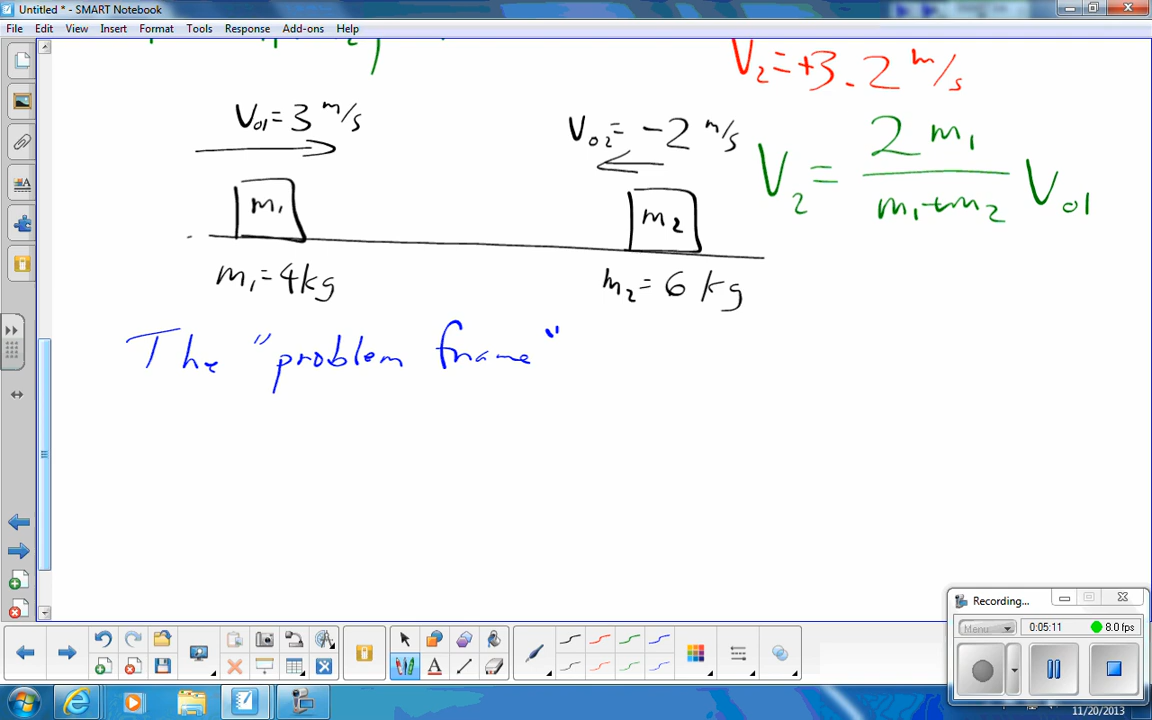 Untitled * - SMART Notebook
File Edit View Insert Format Tools Response Add-ons Help
V2=+3.2 m/s
V01=3 m/s
V02=-2 m/s
V2= 2m1 / m1+m2 V01
m1
m2
m1=4kg
m2=6 kg
The "problem frame"
Recording...
Menu
0:05:11
8.0 fps
A
11/20/2013